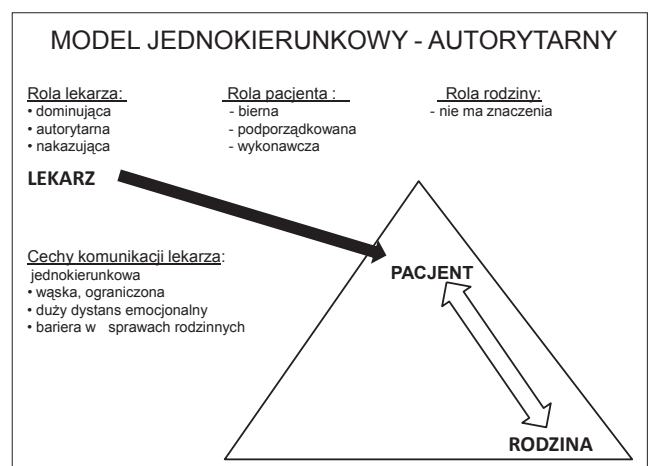 MODEL JEDNOKIERUNKOWY - AUTORYTARNY
Rola lekarza:
• dominująca
• autorytarna
• nakazująca
Rola pacjenta :
- bierna
- podporządkowana
- wykonawcza
Rola rodziny:
- nie ma znaczenia
LEKARZ
Cechy komunikacji lekarza:
jednokierunkowa
• wąska, ograniczona
• duży dystans emocjonalny
• bariera w sprawach rodzinnych
PACJENT
RODZINA